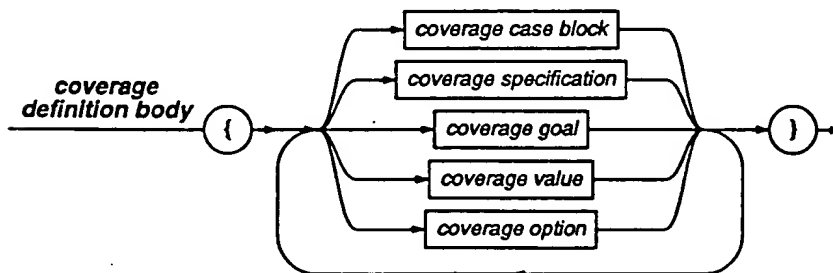 coverage case block
coverage specification
coverage
definition body
{
coverage goal
}
coverage value
coverage option